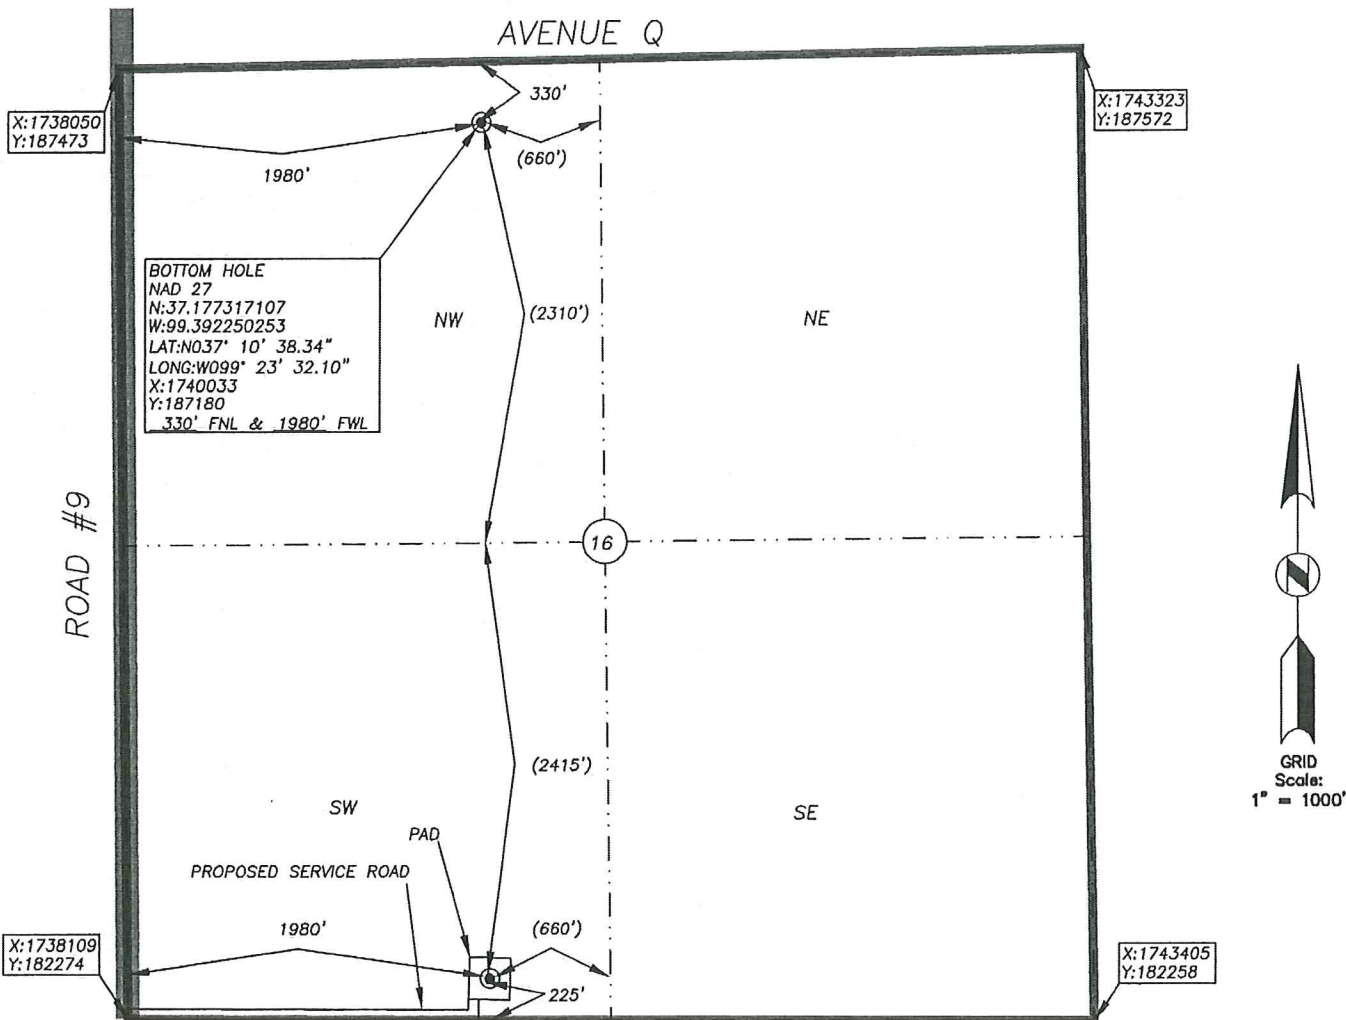 AVENUE Q
X:1738050
Y:187473
330'
X:1743323
Y:187572
1980'
(660')
BOTTOM HOLE
NAD 27
N:37.177317107
W:99.392250253
LAT:N037° 10' 38.34"
LONG:W099° 23' 32.10"
X:1740033
Y:187180
330' FNL & 1980' FWL
NW
(2310')
NE
ROAD #9
16
N
GRID
Scale:
1" = 1000'
(2415')
SW
SE
PAD
PROPOSED SERVICE ROAD
1980'
(660')
X:1738109
Y:182274
225'
X:1743405
Y:182258